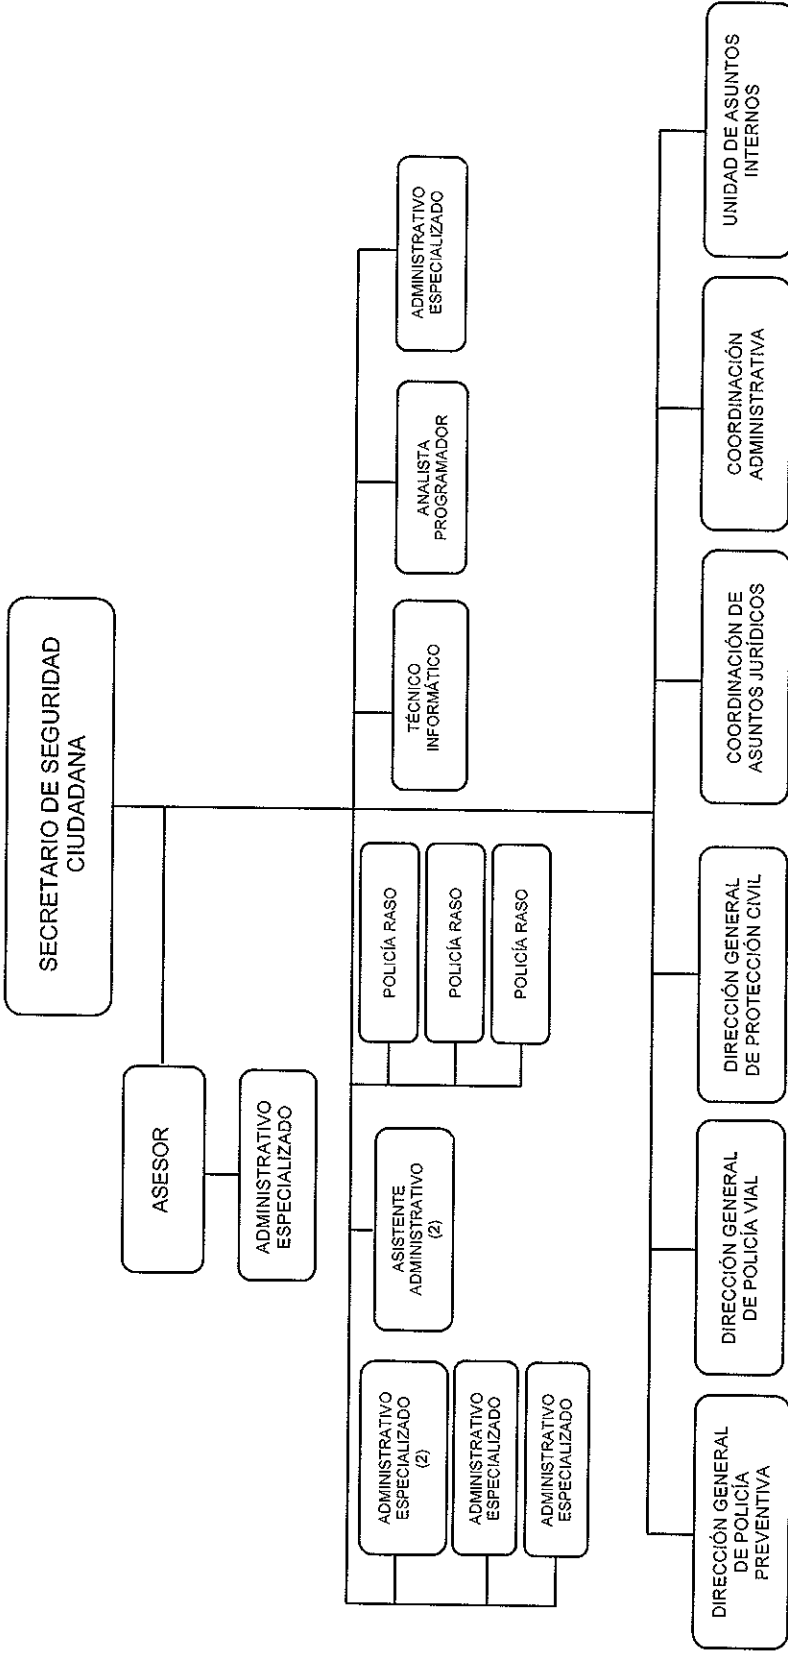 SECRETARIO DE SEGURIDAD
CIUDADANA
ASESOR
ADMINISTRATIVO
ESPECIALIZADO
ADMINISTRATIVO
ESPECIALIZADO
(2)
ADMINISTRATIVO
ESPECIALIZADO
ADMINISTRATIVO
ESPECIALIZADO
ASISTENTE
ADMINISTRATIVO
(2)
POLICÍA RASO
POLICÍA RASO
POLICÍA RASO
TÉCNICO
INFORMÁTICO
ANALISTA
PROGRAMADOR
ADMINISTRATIVO
ESPECIALIZADO
DIRECCIÓN GENERAL
DE POLICÍA
PREVENTIVA
DIRECCIÓN GENERAL
DE POLICÍA VIAL
DIRECCIÓN GENERAL
DE PROTECCIÓN CIVIL
COORDINACIÓN DE
ASUNTOS JURÍDICOS
COORDINACIÓN
ADMINISTRATIVA
UNIDAD DE ASUNTOS
INTERNOS